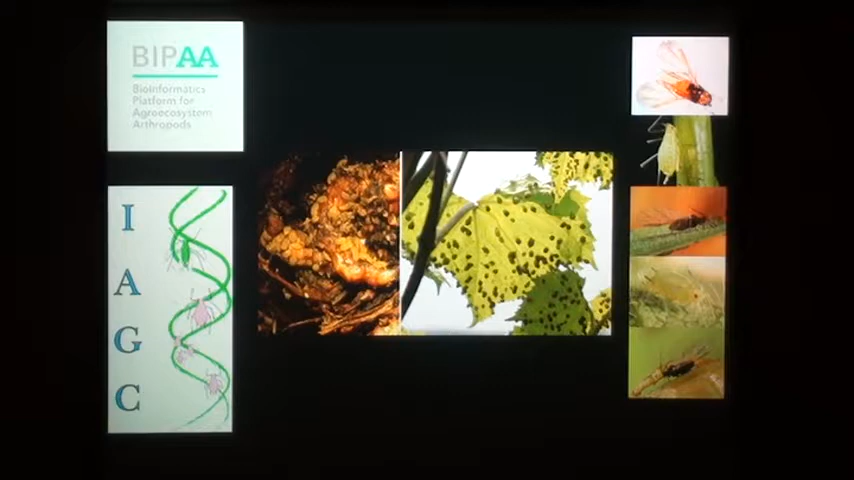 BIPAA
Bioinformatics
Platform for
Agroecosystem
Arthropods
I
A
G
C